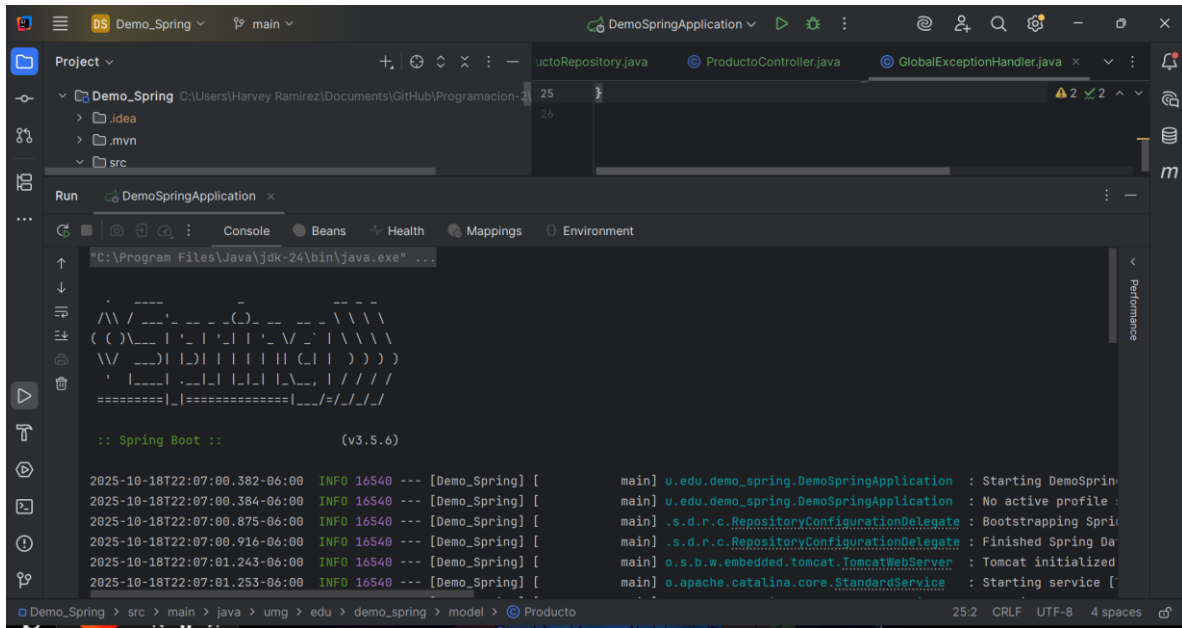 DS Demo_Spring main DemoSpringApplication
Project uctoRepository.java ProductoController.java GlobalExceptionHandler.java
Demo_Spring C:\Users\Harvey Ramirez\Documents\GitHub\Programacion-2\ 25 } 2 2
.idea 26
.mvn
src
m
Run DemoSpringApplication
Console Beans Health Mappings Environment
"C:\Program Files\Java\jdk-24\bin\java.exe" ...
Performance
:: Spring Boot :: (v3.5.6)
2025-10-18T22:07:00.382-06:00 INFO 16540 --- [Demo_Spring] [ main] u.edu.demo_spring.DemoSpringApplication : Starting DemoSprin
2025-10-18T22:07:00.384-06:00 INFO 16540 --- [Demo_Spring] [ main] u.edu.demo_spring.DemoSpringApplication : No active profile
2025-10-18T22:07:00.875-06:00 INFO 16540 --- [Demo_Spring] [ main] .s.d.r.c.RepositoryConfigurationDelegate : Bootstrapping Spri
2025-10-18T22:07:00.916-06:00 INFO 16540 --- [Demo_Spring] [ main] .s.d.r.c.RepositoryConfigurationDelegate : Finished Spring Da
2025-10-18T22:07:01.243-06:00 INFO 16540 --- [Demo_Spring] [ main] o.s.b.w.embedded.tomcat.TomcatWebServer : Tomcat initialized
2025-10-18T22:07:01.253-06:00 INFO 16540 --- [Demo_Spring] [ main] o.apache.catalina.core.StandardService : Starting service [
Demo_Spring > src > main > java > umg > edu > demo_spring > model > Producto 25:2 CRLF UTF-8 4 spaces